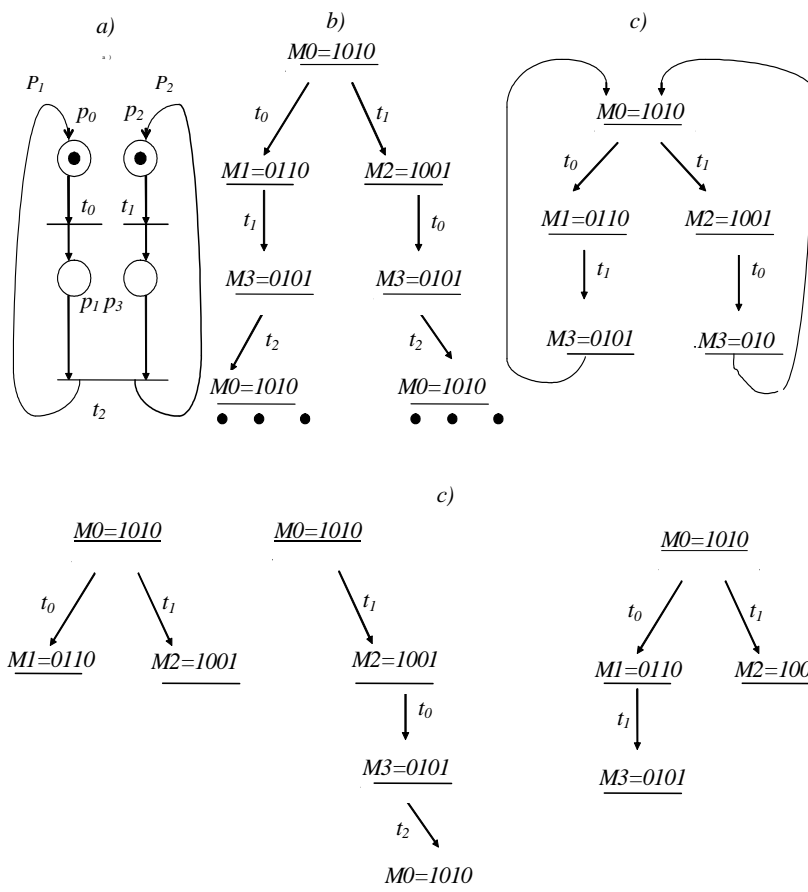 a)
b)
c)
P1 P2
p0 p2
t0 t1
p1 p3
t2
M0=1010
t0 t1
M1=0110 M2=1001
t1 t0
M3=0101 M3=0101
t2 t2
M0=1010 M0=1010
M0=1010
t0 t1
M1=0110 M2=1001
t1 t0
M3=0101 .M3=010
c)
M0=1010 M0=1010 M0=1010
t0 t1 t1 t0 t1
M1=0110 M2=1001 M2=1001 M1=0110 M2=100
t0 t1
M3=0101 M3=0101
t2
M0=1010